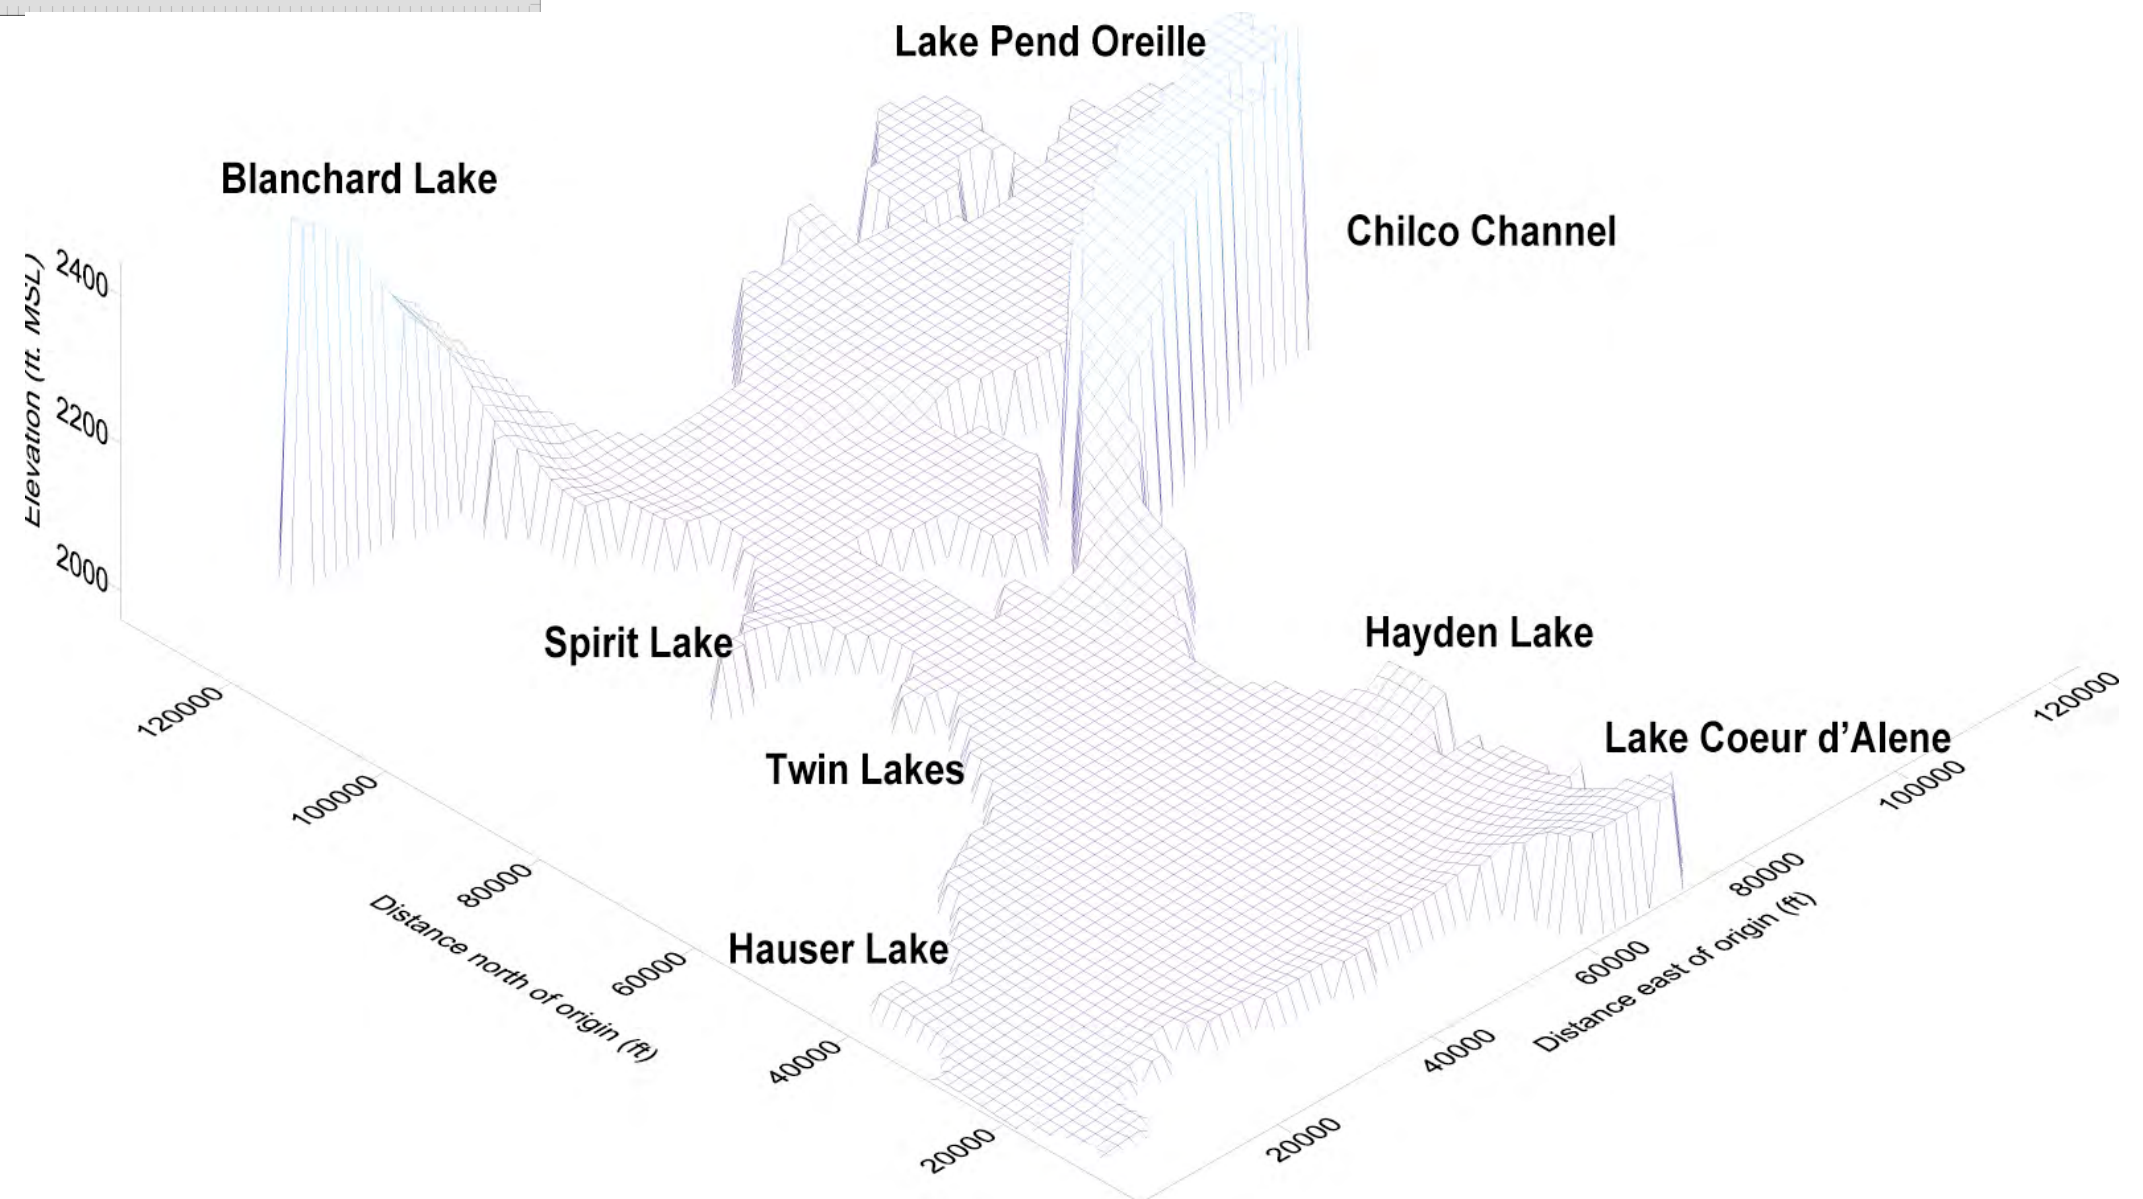 Lake Pend Oreille
Blanchard Lake
Chilco Channel
2400
2200
2000
Elevation (ft. MSL)
Spirit Lake
Hayden Lake
Lake Coeur d'Alene
Twin Lakes
Hauser Lake
120000
100000
80000
60000
40000
20000
Distance north of origin (ft)
120000
100000
80000
60000
40000
20000
Distance east of origin (ft)